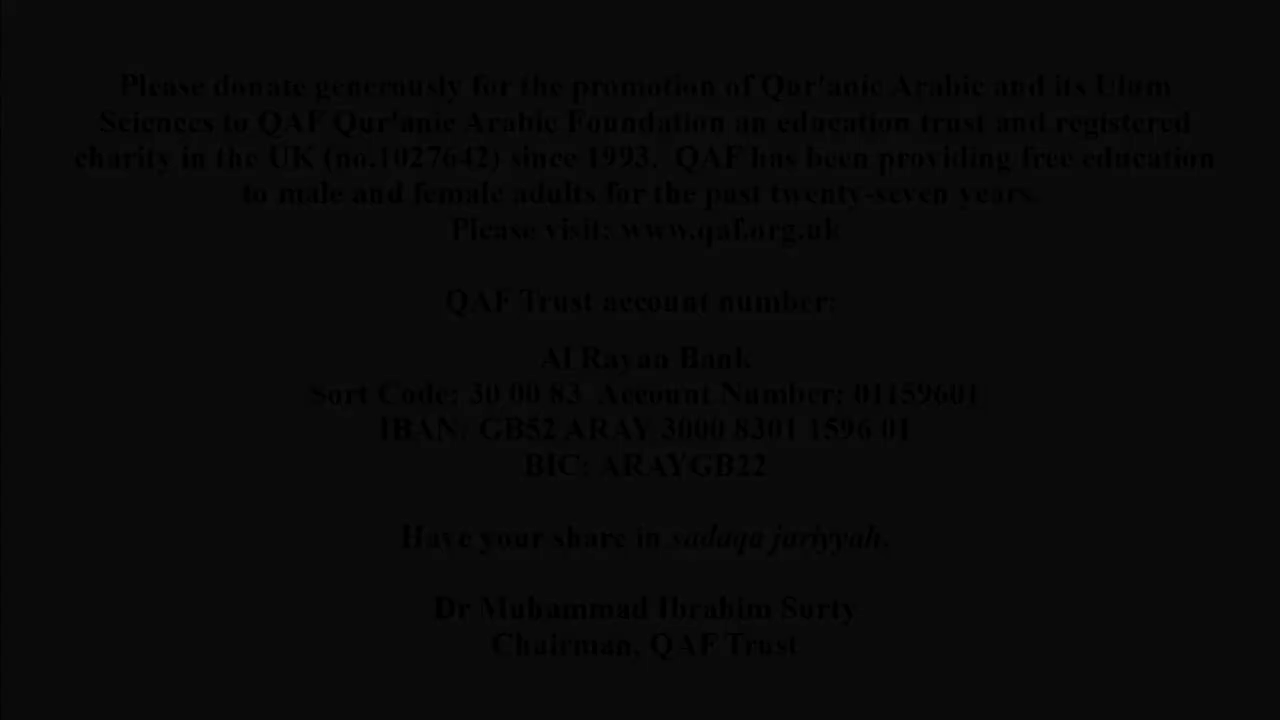 Please donate generously for the promotion of Qur'anic Arabic and its Ulum
Sciences to QAF Qur'anic Arabic Foundation an education trust and registered
charity in the UK (no.1027642) since 1993. QAF has been providing free education
to male and female adults for the past twenty-seven years.
Please visit: www.qaf.org.uk
QAF Trust account number:
Al Rayan Bank
Sort Code: 30 00 83 Account Number: 01159601
IBAN: GB52 ARAY 3000 8301 1596 01
BIC: ARAYGB22
Have your share in sadaqa jariyyah.
Dr Muhammad Ibrahim Surty
Chairman, QAF Trust